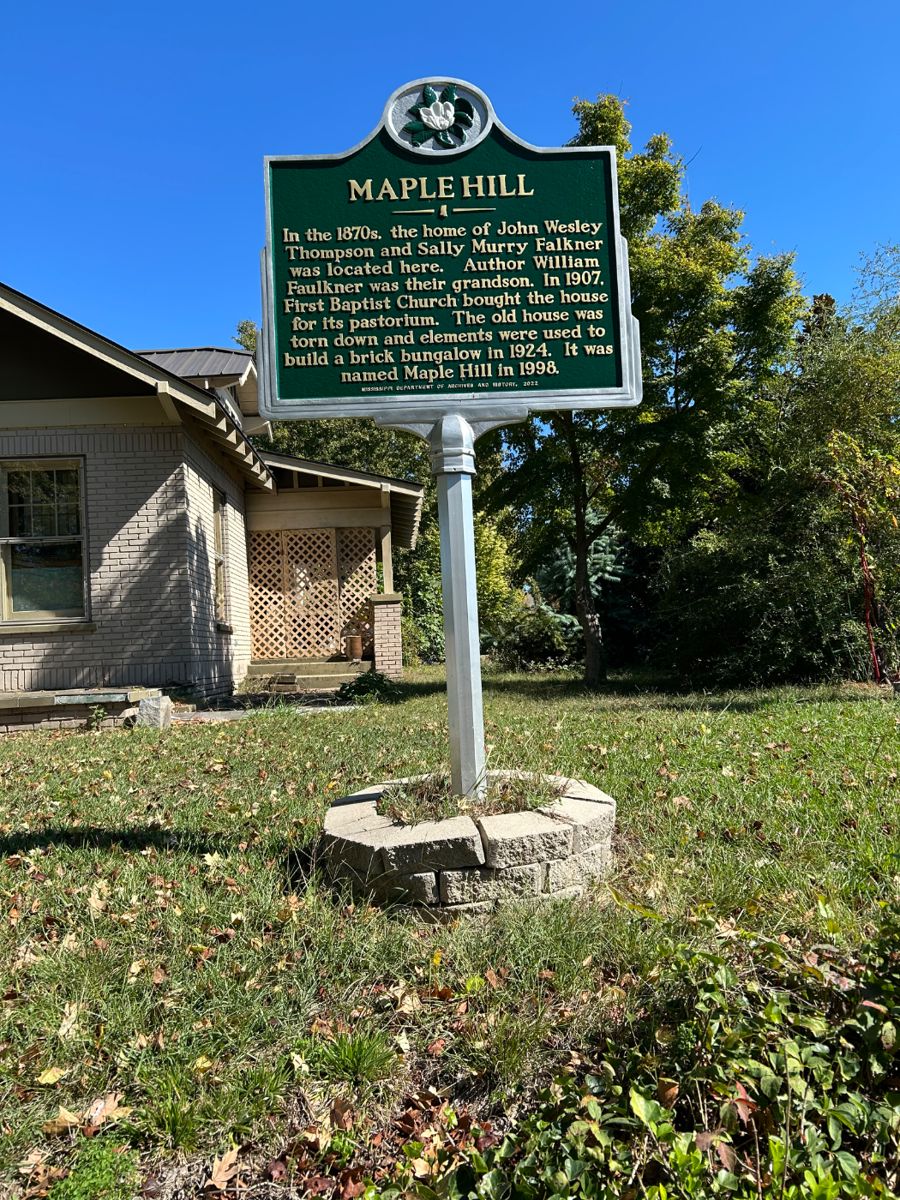 MAPLE HILL
In the 1870s, the home of John Wesley
Thompson and Sally Murry Falkner
was located here. Author William
Faulkner was their grandson. In 1907,
First Baptist Church bought the house
for its pastorium. The old house was
torn down and elements were used to
build a brick bungalow in 1924. It was
named Maple Hill in 1998.
MISSISSIPPI DEPARTMENT OF ARCHIVES AND HISTORY, 2022